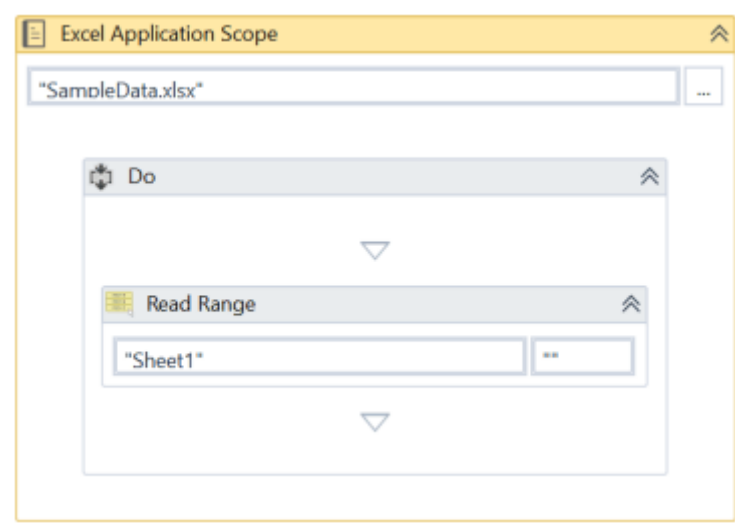 Excel Application Scope
"SampleData.xlsx"
...
Do
Read Range
"Sheet1"
""